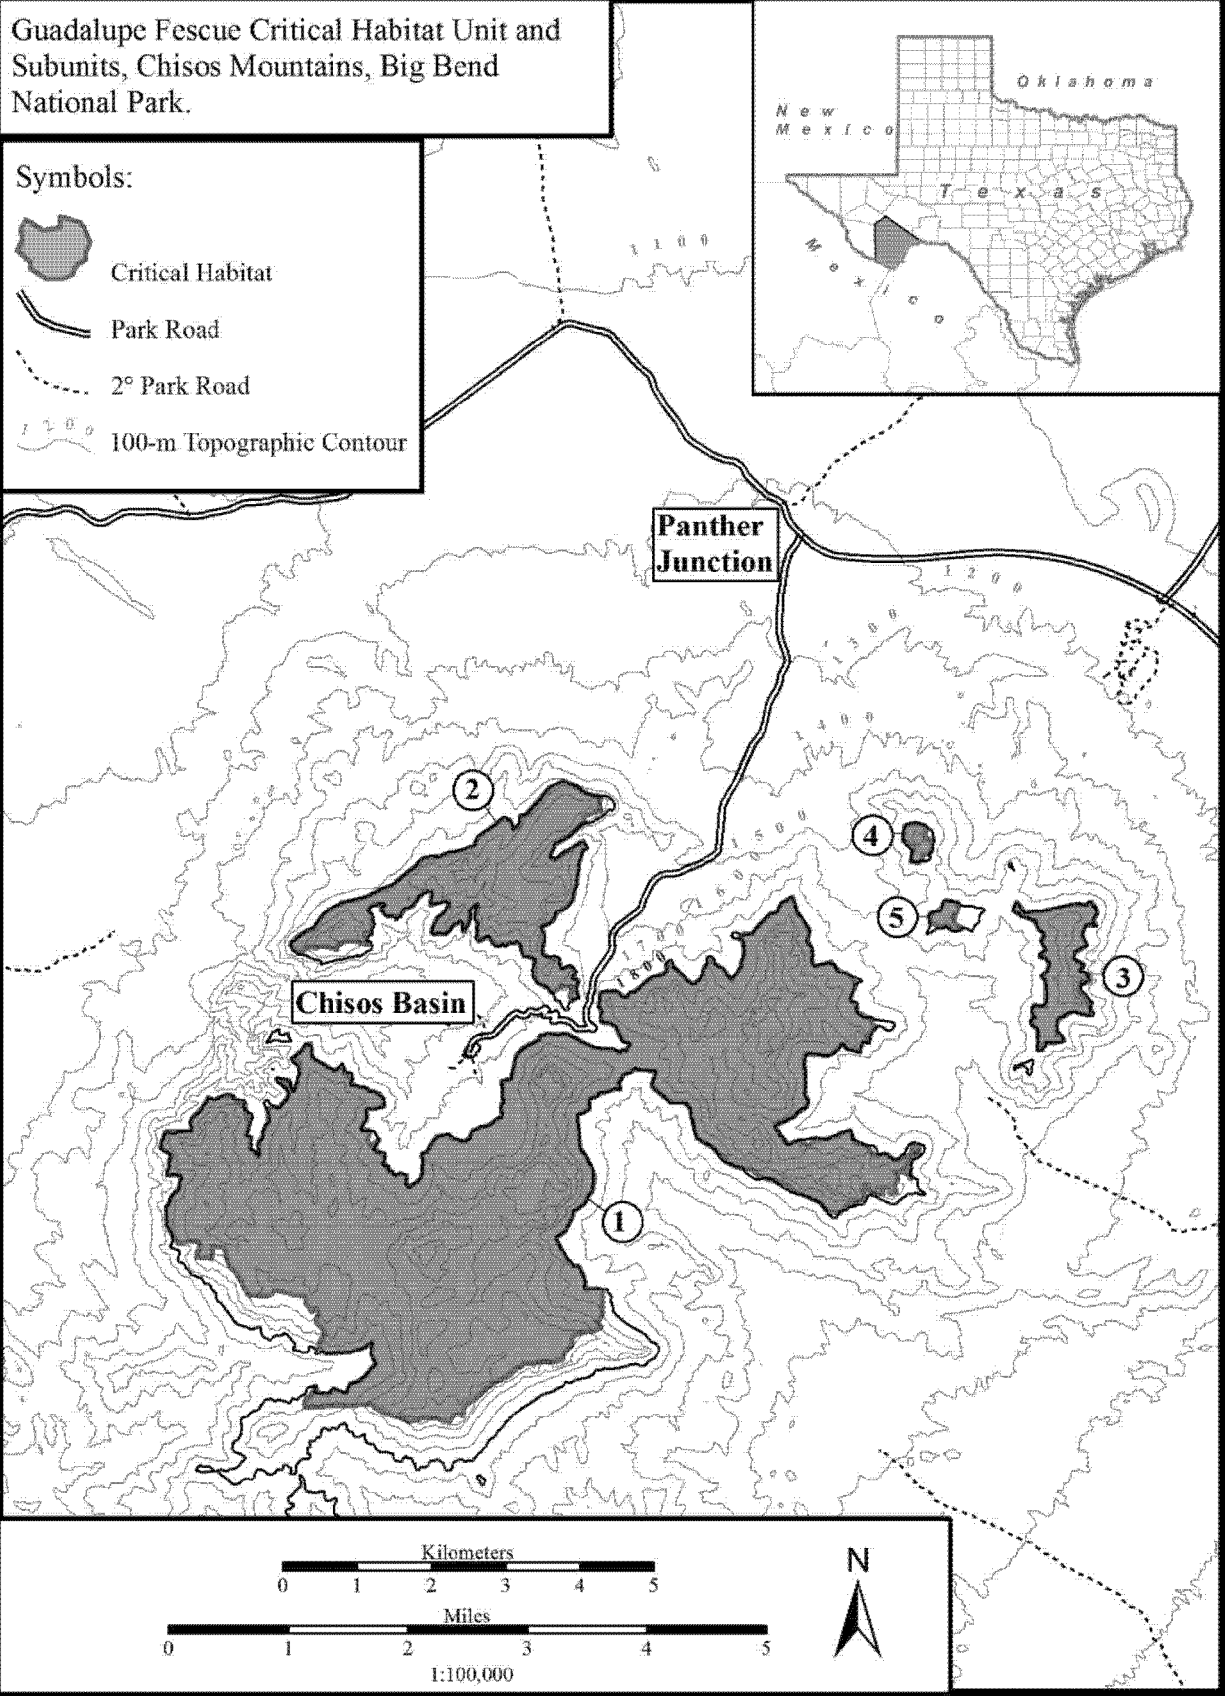 Guadalupe Fescue Critical Habitat Unit and
Subunits, Chisos Mountains, Big Bend
National Park.
Symbols:
Critical Habitat
Park Road
2° Park Road
1200
100-m Topographic Contour
Oklahoma
New
Mexico
Texas
Mexico
1100
Panther
Junction
1200
1300
1400
2
1500
4
1600
5
1700
3
1800
Chisos Basin
1
Kilometers
0 1 2 3 4 5
Miles
0 1 2 3 4 5
1:100,000
N